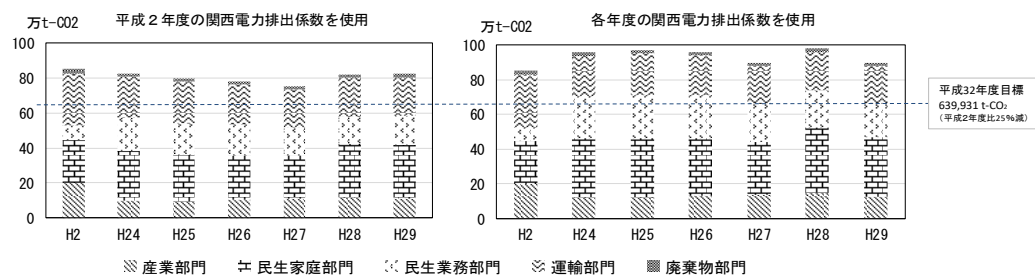 平成２年度の関西電力排出係数を使用
万t-CO2
100
80
60
40
20
0
H2 H24 H25 H26 H27 H28 H29
各年度の関西電力排出係数を使用
万t-CO2
100
80
60
40
20
0
H2 H24 H25 H26 H27 H28 H29
平成32年度目標
639,931 t-CO₂
（平成２年度比25％減）
産業部門 民生家庭部門 民生業務部門 運輸部門 廃棄物部門